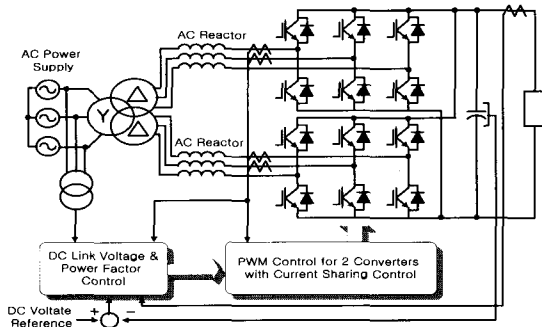 AC Reactor
AC Power
Supply
Y
Δ
Δ
AC Reactor
DC Link Voltage &
Power Factor
Control
PWM Control for 2 Converters
with Current Sharing Control
DC Voltate
Reference
+
−